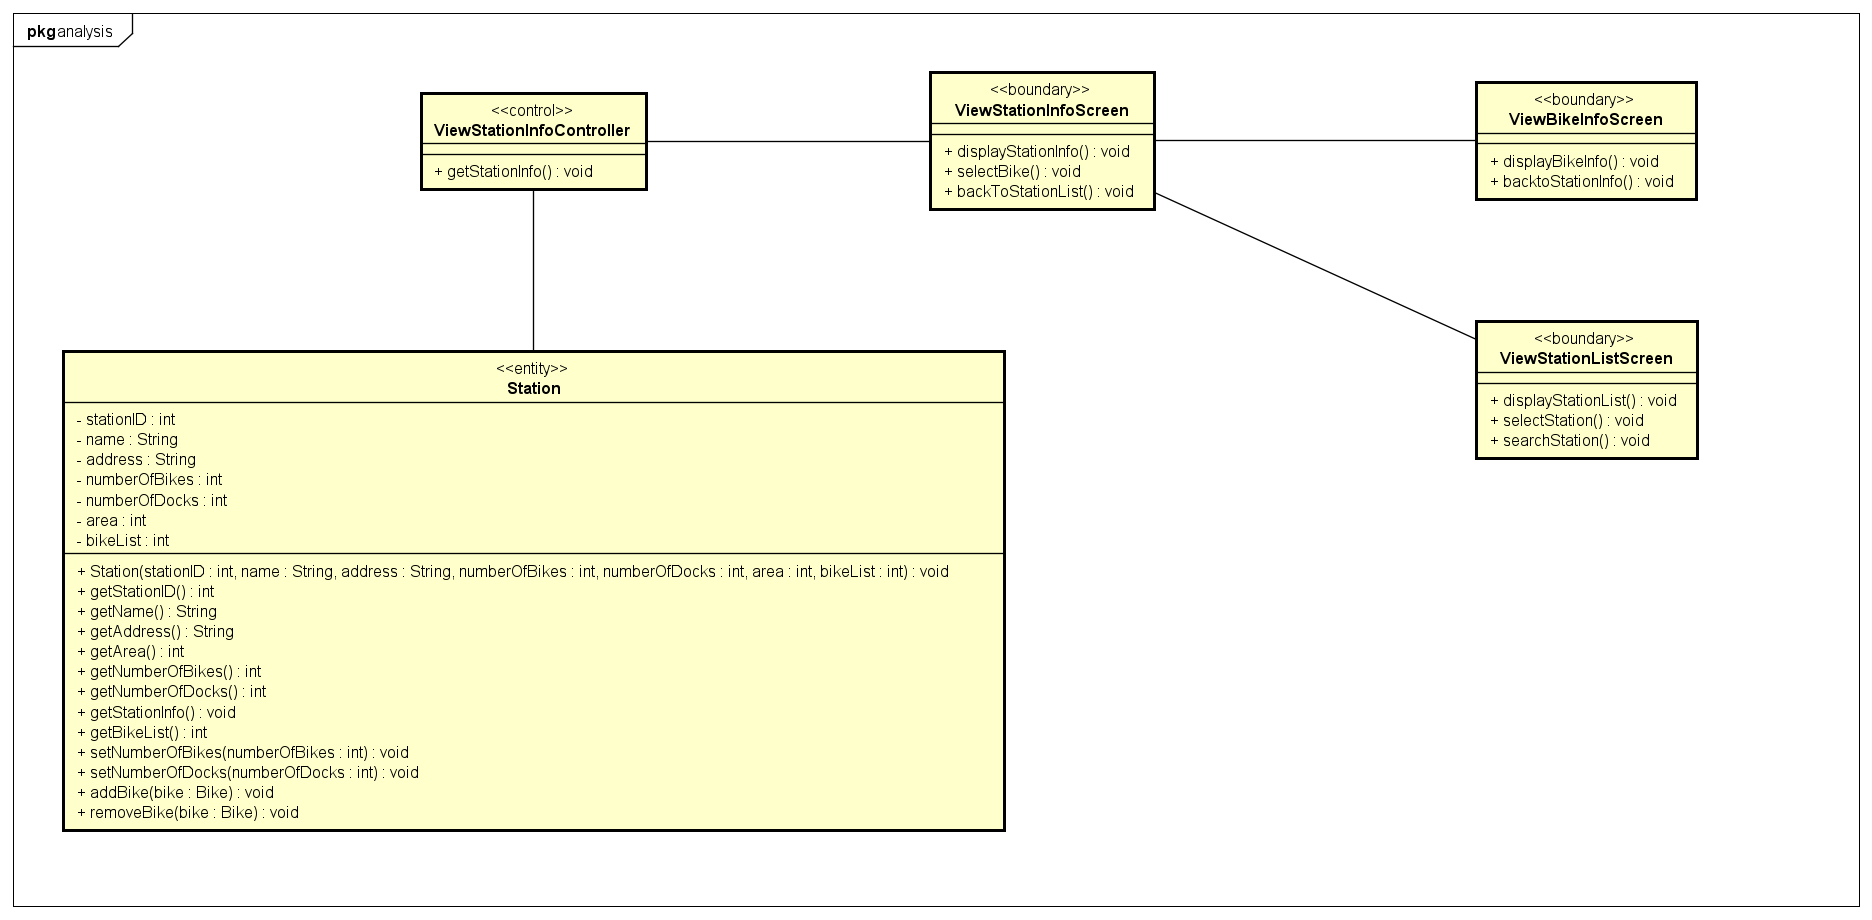 pkg analysis
<<control>>
ViewStationInfoController
+ getStationInfo() : void
<<boundary>>
ViewStationInfoScreen
+ displayStationInfo() : void
+ selectBike() : void
+ backToStationList() : void
<<boundary>>
ViewBikeInfoScreen
+ displayBikeInfo() : void
+ backtoStationInfo() : void
<<boundary>>
ViewStationListScreen
+ displayStationList() : void
+ selectStation() : void
+ searchStation() : void
<<entity>>
Station
- stationID : int
- name : String
- address : String
- numberOfBikes : int
- numberOfDocks : int
- area : int
- bikeList : int
+ Station(stationID : int, name : String, address : String, numberOfBikes : int, numberOfDocks : int, area : int, bikeList : int) : void
+ getStationID() : int
+ getName() : String
+ getAddress() : String
+ getArea() : int
+ getNumberOfBikes() : int
+ getNumberOfDocks() : int
+ getStationInfo() : void
+ getBikeList() : int
+ setNumberOfBikes(numberOfBikes : int) : void
+ setNumberOfDocks(numberOfDocks : int) : void
+ addBike(bike : Bike) : void
+ removeBike(bike : Bike) : void